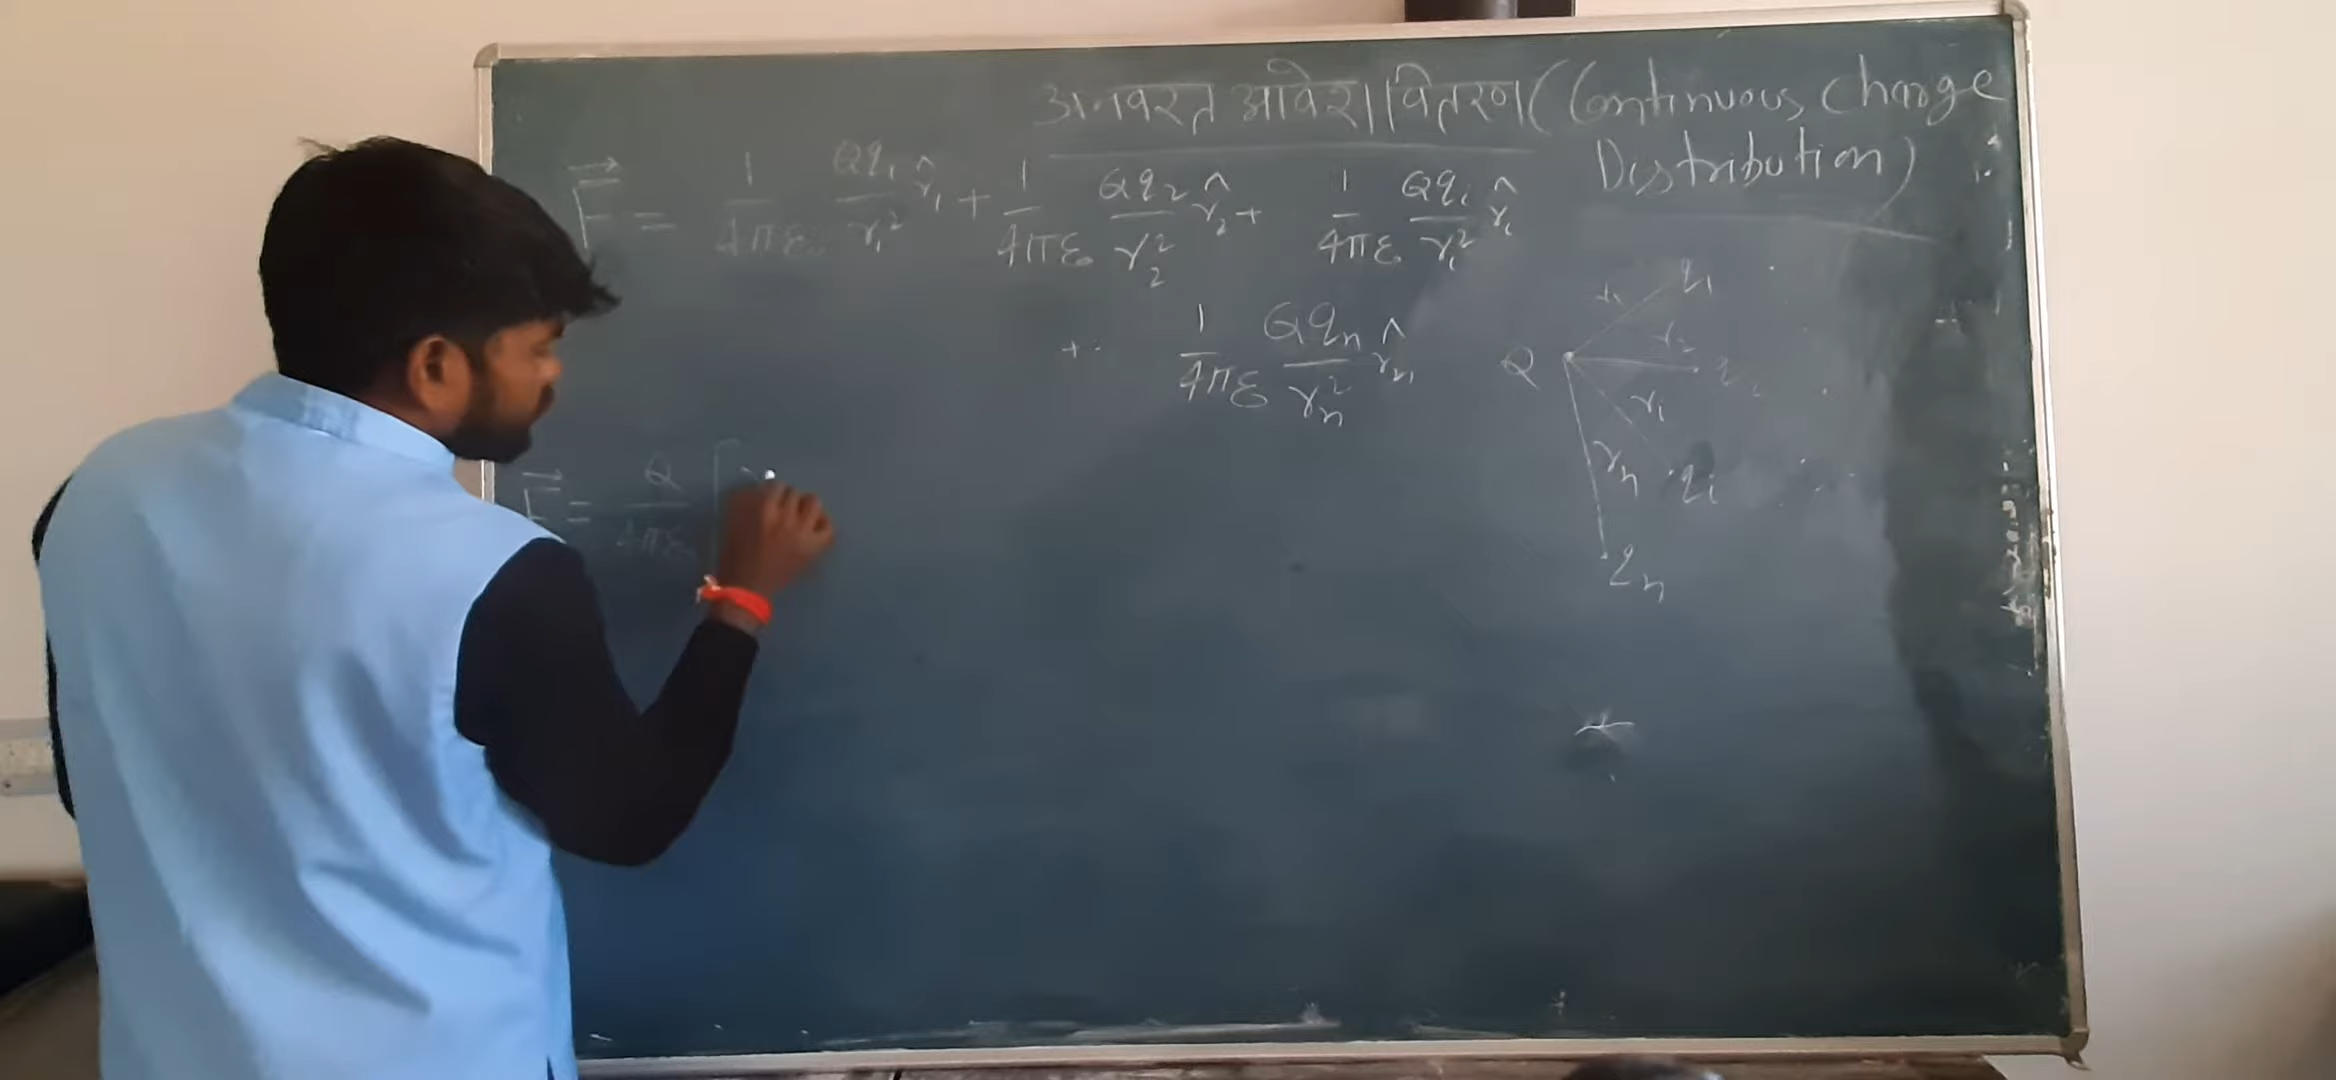 अनवरत आवेश वितरण (Continuous Charge
Distribution)
F⃗ = 1/4πε₀ Qq₁/r₁² r̂₁ + 1/4πε₀ Qq₂/r₂² r̂₂ + 1/4πε₀ Qqᵢ/rᵢ² r̂ᵢ
+ .. 1/4πε₀ Qqₙ/rₙ² r̂ₙ
F⃗ = Q/4πε₀ [
r₁ q₁
r₂
Q q₂
rᵢ
rₙ qᵢ
qₙ